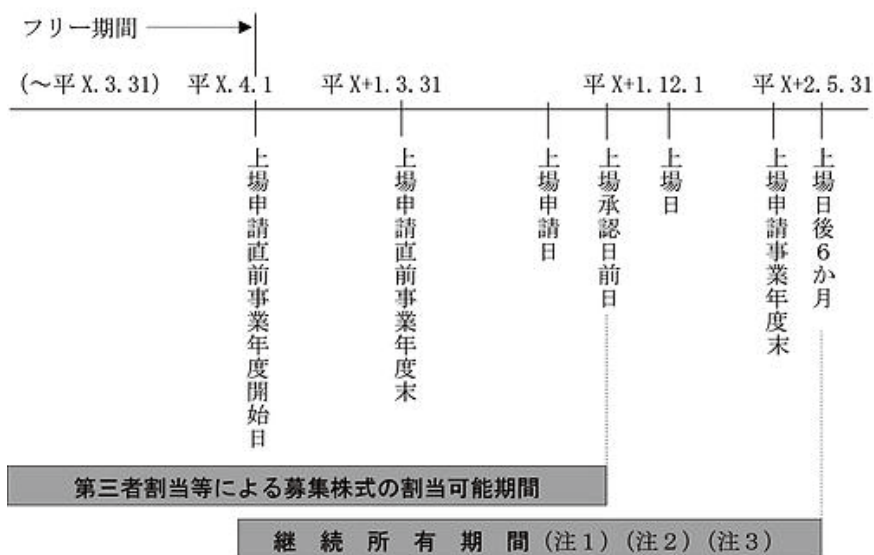 フリー期間
(～平X.3.31) 平X.4.1 平X+1.3.31 平X+1.12.1 平X+2.5.31
上場申請直前事業年度開始日
上場申請直前事業年度末
上場申請日
上場承認日前日
上場日
上場申請事業年度末
上場日後6か月
第三者割当等による募集株式の割当可能期間
継続所有期間(注1)(注2)(注3)